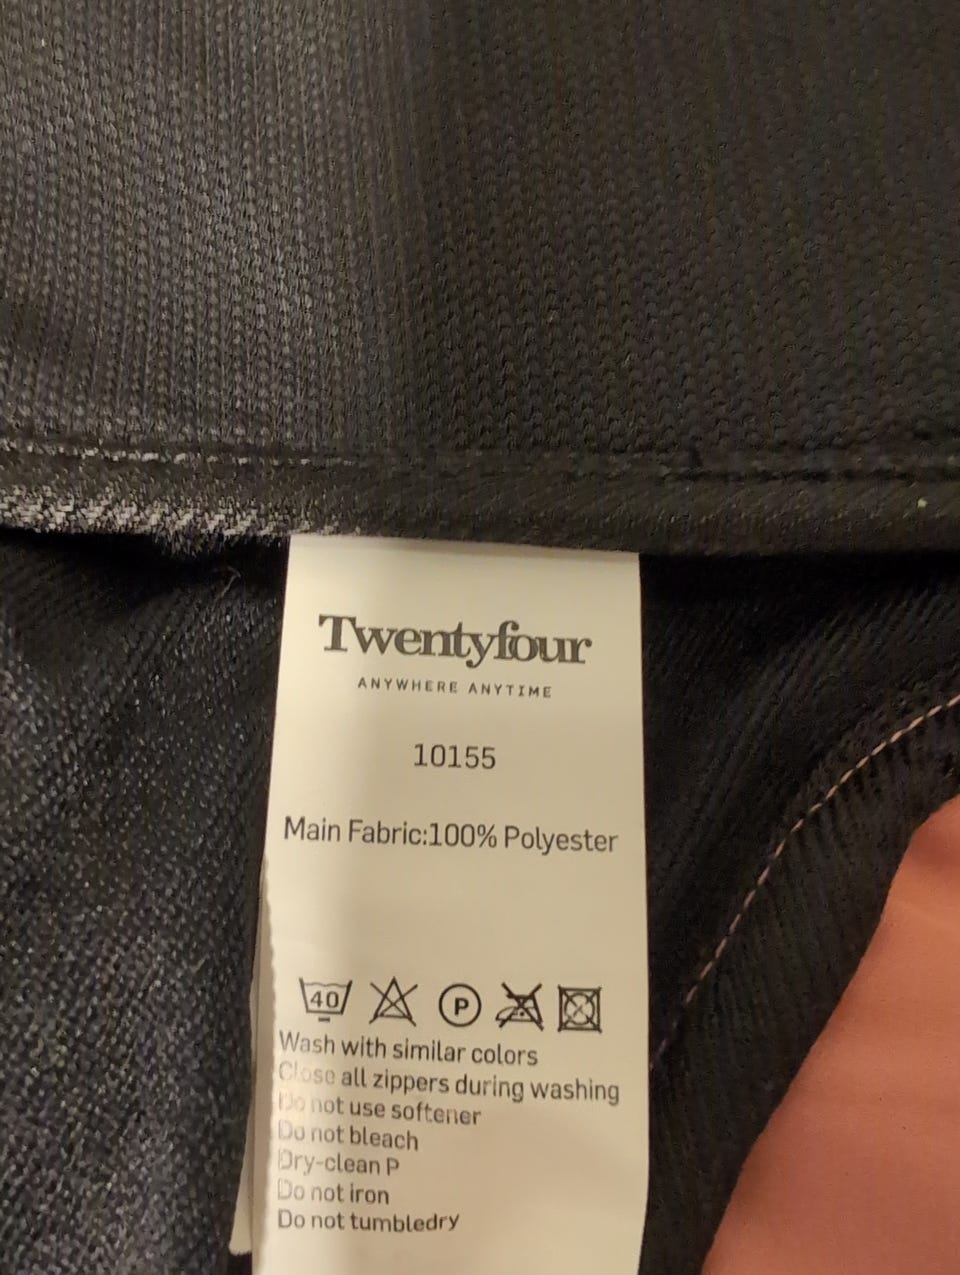 Twentyfour
ANYWHERE ANYTIME
10155
Main Fabric:100% Polyester
40 P
Wash with similar colors
Close all zippers during washing
Do not use softener
Do not bleach
Dry-clean P
Do not iron
Do not tumbledry